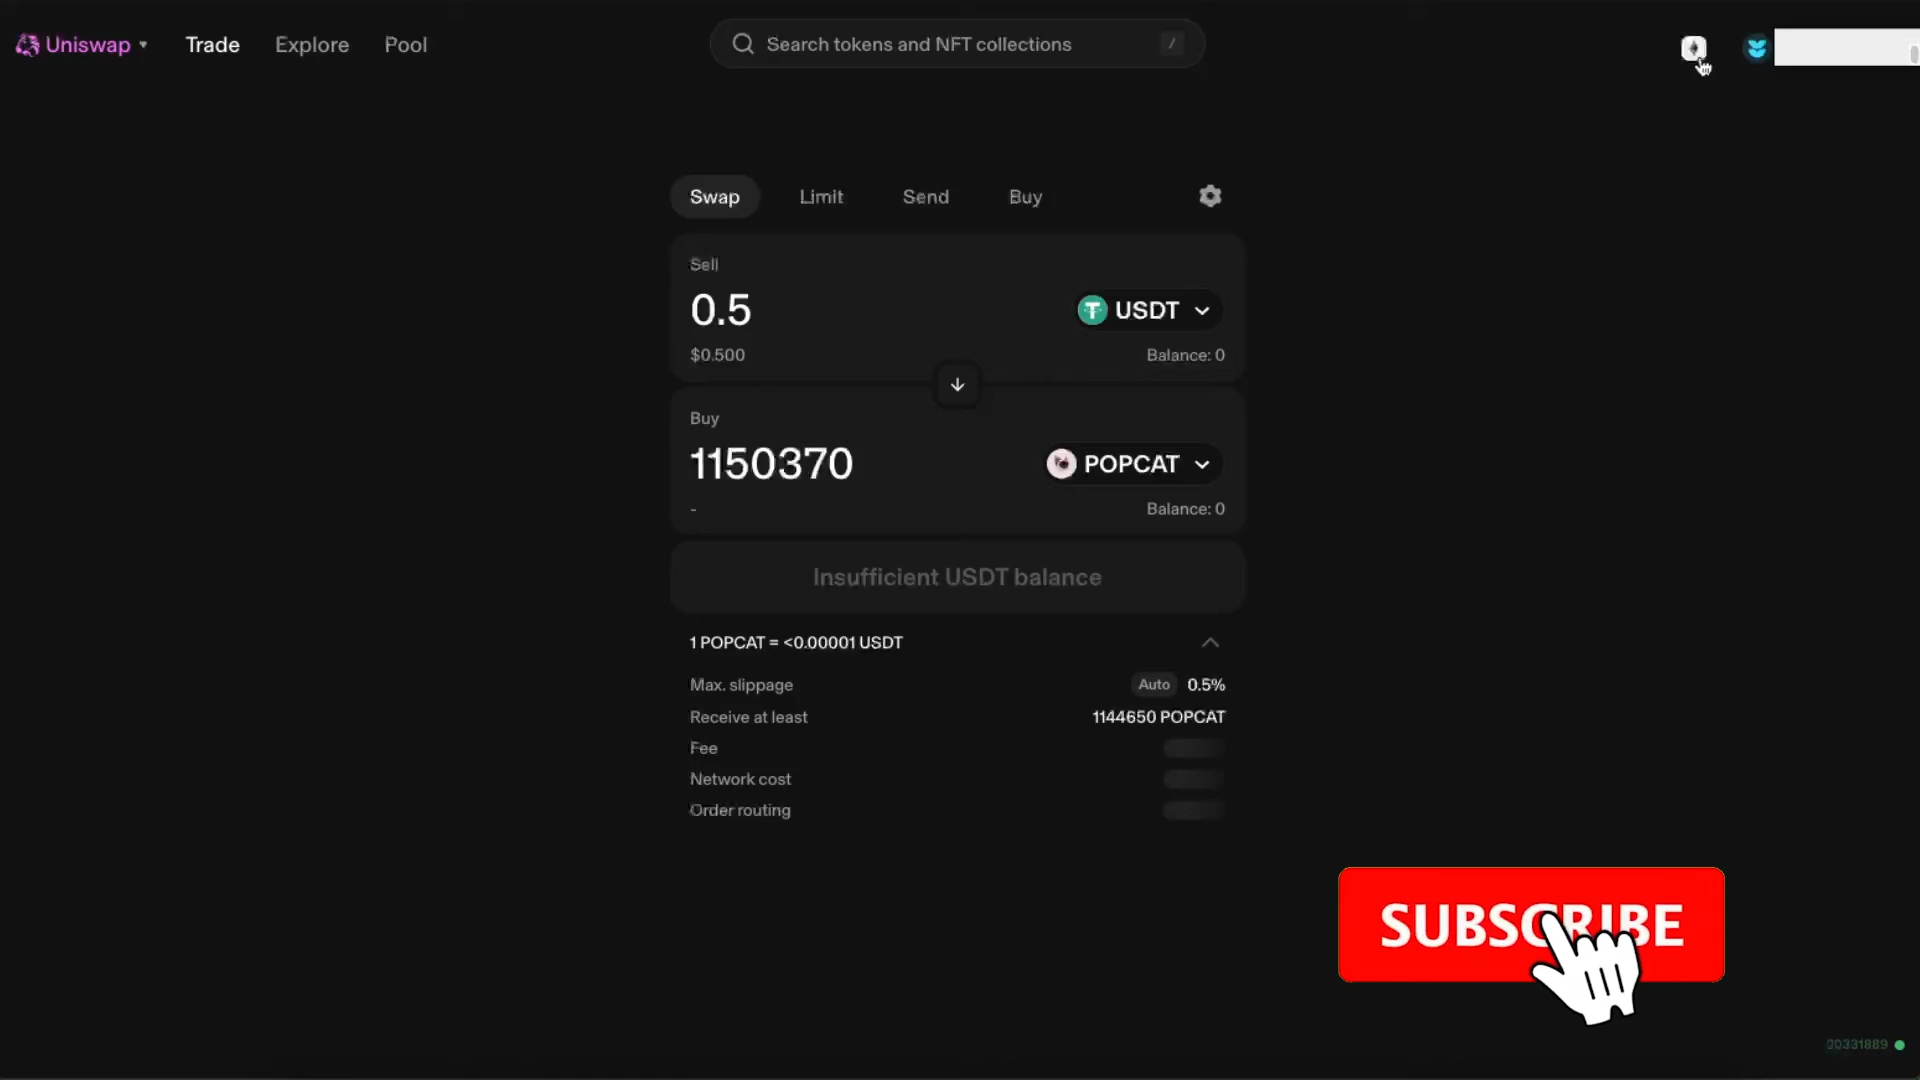 Uniswap
Trade
Explore
Pool
Search tokens and NFT collections
/
Swap
Limit
Send
Buy
Sell
0.5
USDT
$0.500
Balance: 0
Buy
1150370
POPCAT
-
Balance: 0
Insufficient USDT balance
1 POPCAT = <0.00001 USDT
Max. slippage
Auto 0.5%
Receive at least
1144650 POPCAT
Fee
Network cost
Order routing
SUBSCRIBE
20331889